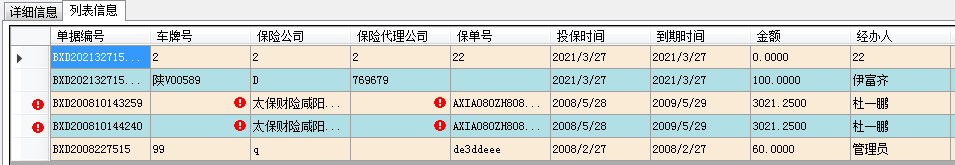 详细信息 列表信息
单据编号 车牌号 保险公司 保险代理公司 保单号 投保时间 到期时间 金额 经办人
BXD202132715... 2 2 2 22 2021/3/27 2021/3/27 0.0000 22
BXD202132715... 陕V00589 D 769679 2021/3/27 2021/3/27 100.0000 伊富齐
BXD200810143259 太保财险咸阳... AXIA080ZH808... 2008/5/28 2009/5/29 3021.2500 杜一鹏
BXD200810144240 太保财险咸阳... AXIA080ZH808... 2008/5/28 2009/5/29 3021.2500 杜一鹏
BXD2008227515 99 q de3ddeee 2008/2/27 2008/2/27 60.0000 管理员